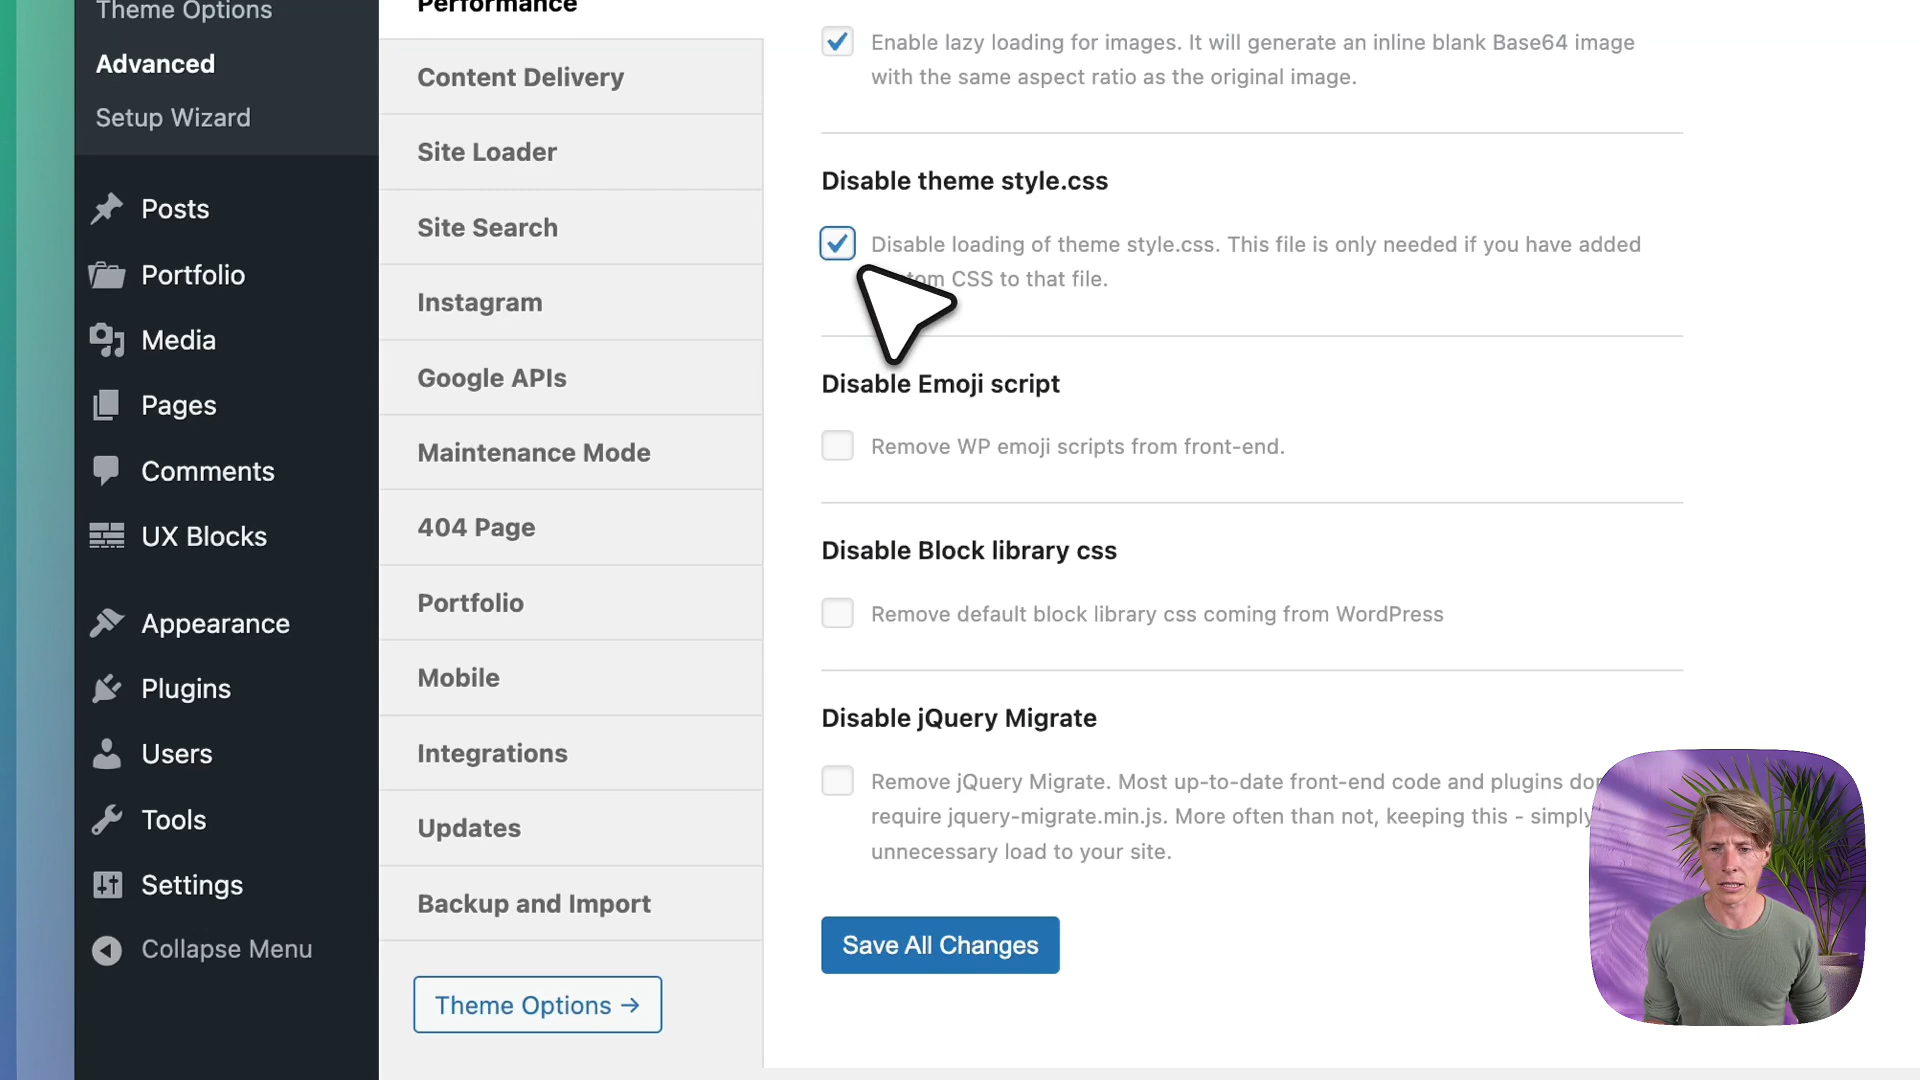 Theme Options
Advanced
Setup Wizard
Posts
Portfolio
Media
Pages
Comments
UX Blocks
Appearance
Plugins
Users
Tools
Settings
Collapse Menu
Performance
Content Delivery
Site Loader
Site Search
Instagram
Google APIs
Maintenance Mode
404 Page
Portfolio
Mobile
Integrations
Updates
Backup and Import
Theme Options →
Enable lazy loading for images. It will generate an inline blank Base64 image
with the same aspect ratio as the original image.
Disable theme style.css
Disable loading of theme style.css. This file is only needed if you have added
CSS to that file.
Disable Emoji script
Remove WP emoji scripts from front-end.
Disable Block library css
Remove default block library css coming from WordPress
Disable jQuery Migrate
Remove jQuery Migrate. Most up-to-date front-end code and plugins
require jquery-migrate.min.js. More often than not, keeping this - simply
unnecessary load to your site.
Save All Changes